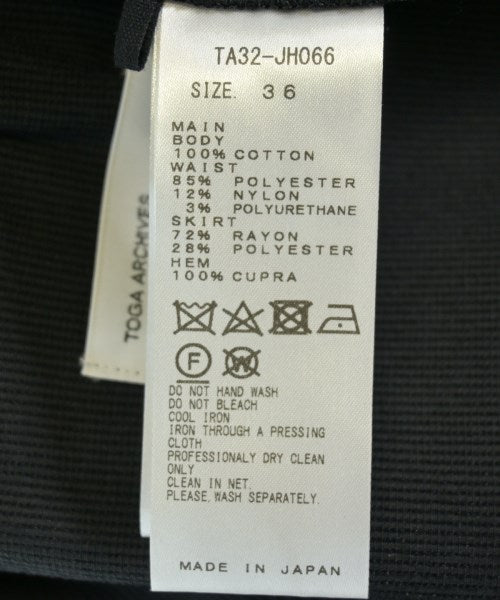 TA32-JH066
SIZE. 36
MAIN
BODY
100% COTTON
WAIST
85% POLYESTER
12% NYLON
3% POLYURETHANE
SKIRT
72% RAYON
28% POLYESTER
HEM
100% CUPRA
F W
DO NOT HAND WASH
DO NOT BLEACH
COOL IRON
IRON THROUGH A PRESSING
CLOTH
PROFESSIONALY DRY CLEAN
ONLY
CLEAN IN NET.
PLEASE WASH SEPARATELY.
MADE IN JAPAN
TOGA ARCHIVES